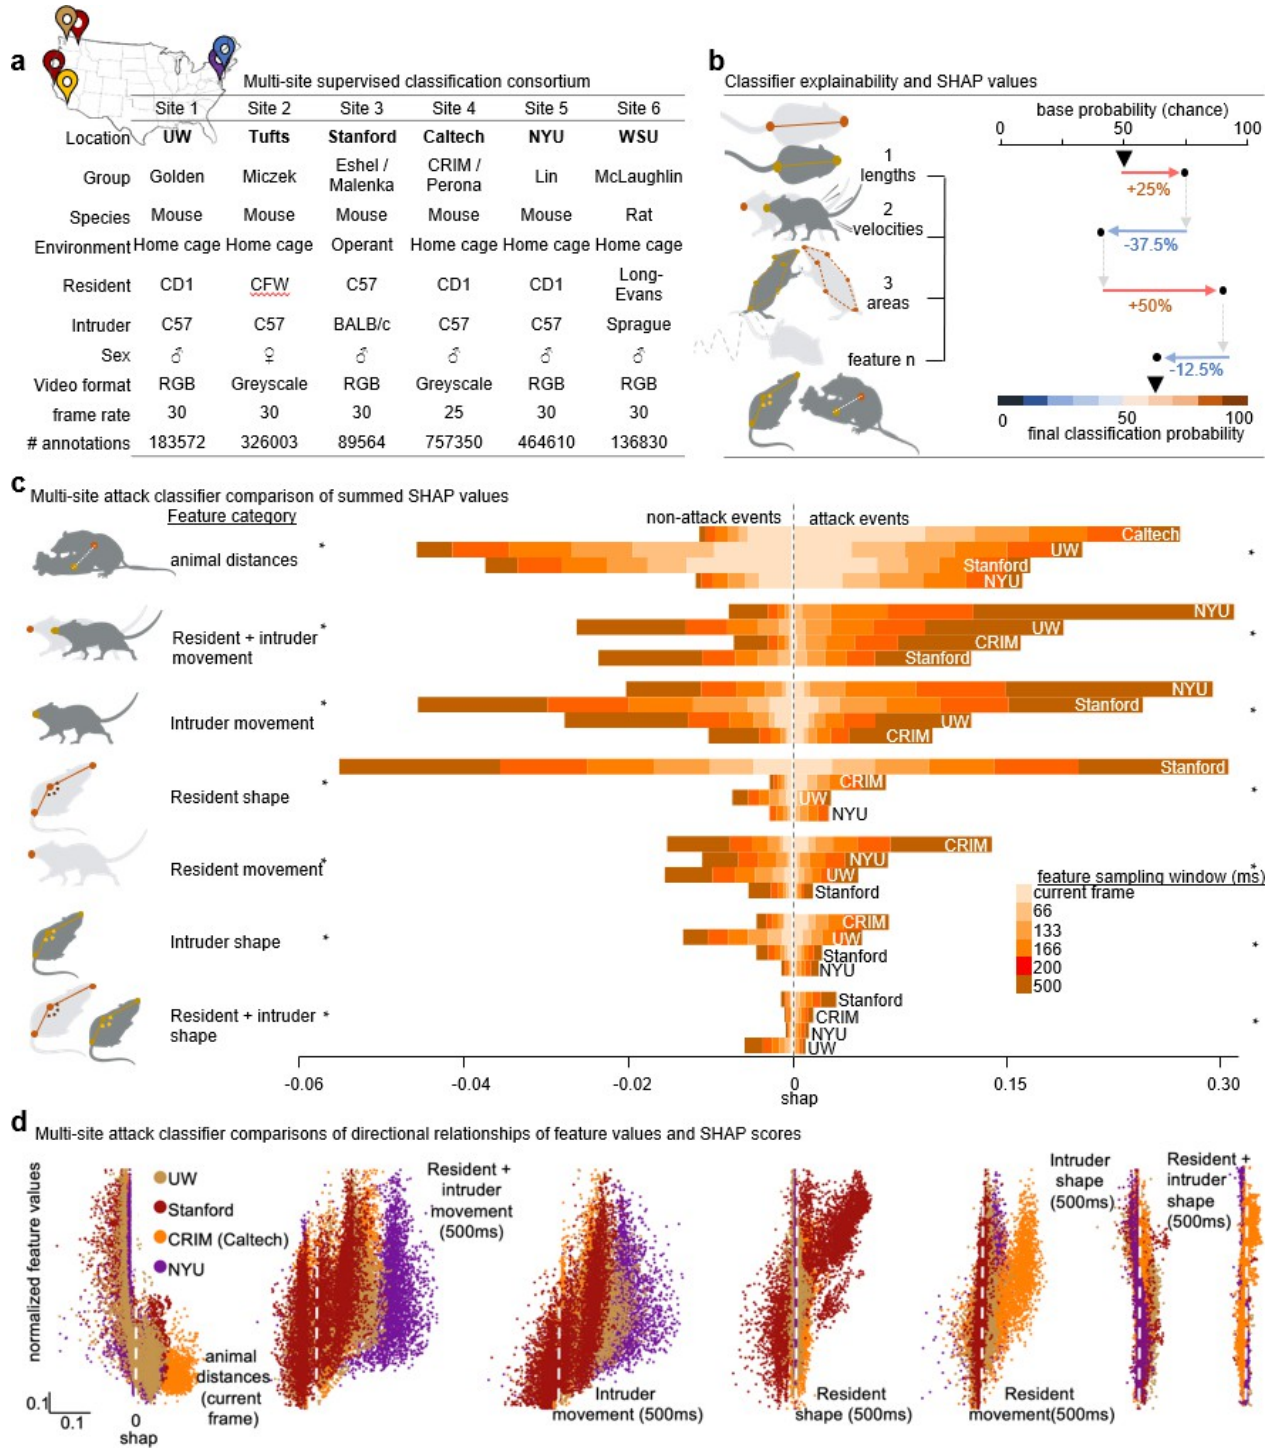 a
Multi-site supervised classification consortium
Site 1 Site 2 Site 3 Site 4 Site 5 Site 6
Location UW Tufts Stanford Caltech NYU WSU
Group Golden Miczek Eshel / Malenka CRIM / Perona Lin McLaughlin
Species Mouse Mouse Mouse Mouse Mouse Rat
Environment Home cage Home cage Operant Home cage Home cage Home cage
Resident CD1 CFW C57 CD1 CD1 Long-Evans
Intruder C57 C57 BALB/c C57 C57 Sprague
Sex ♂ ♀ ♂ ♂ ♂ ♂
Video format RGB Greyscale RGB Greyscale RGB RGB
frame rate 30 30 30 25 30 30
# annotations 183572 326003 89564 757350 464610 136830
b
Classifier explainability and SHAP values
base probability (chance)
0 50 100
1
lengths
+25%
2
velocities
-37.5%
3
areas
+50%
feature n
-12.5%
0 50 100
final classification probability
c
Multi-site attack classifier comparison of summed SHAP values
Feature category
non-attack events attack events
animal distances * *
Caltech
UW
Stanford
NYU
Resident + intruder
movement
* *
NYU
UW
CRIM
Stanford
Intruder movement * *
NYU
Stanford
UW
CRIM
Resident shape * *
Stanford
CRIM
UW
NYU
Resident movement * *
CRIM
NYU
UW
Stanford
feature sampling window (ms)
current frame
66
133
166
200
500
Intruder shape * *
CRIM
UW
Stanford
NYU
Resident + intruder
shape
* *
Stanford
CRIM
NYU
UW
-0.06 -0.04 -0.02 0 0.15 0.30
shap
d
Multi-site attack classifier comparisons of directional relationships of feature values and SHAP scores
normalized feature values
UW
Stanford
CRIM (Caltech)
NYU
0.1
0.1
0
shap
animal
distances
(current
frame)
Resident +
intruder
movement
(500ms)
Intruder
movement (500ms)
Resident
shape (500ms)
Resident
movement(500ms)
Intruder
shape
(500ms)
Resident +
intruder
shape
(500ms)